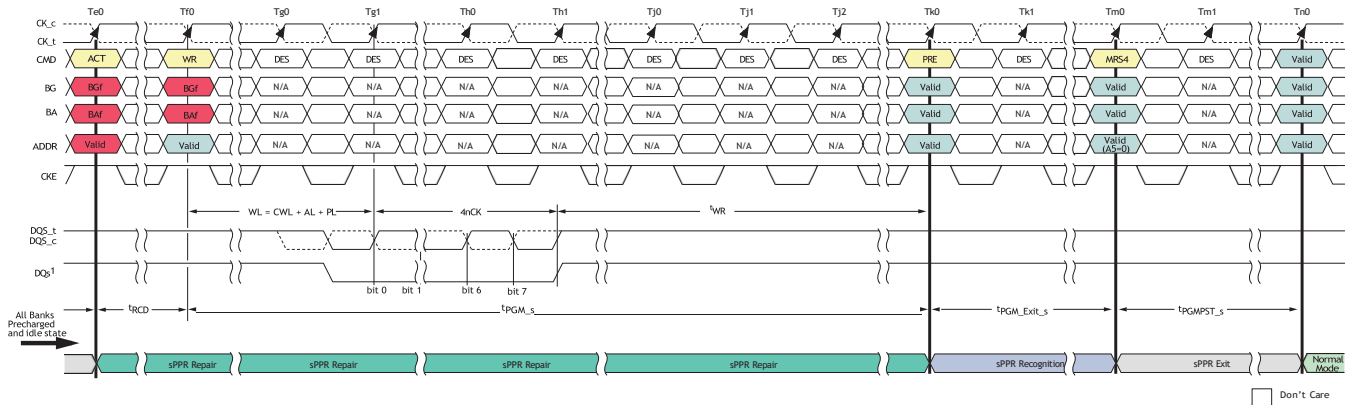 Te0 Tf0 Tg0 Tg1 Th0 Th1 Tj0 Tj1 Tj2 Tk0 Tk1 Tm0 Tm1 Tn0
CK_c
CK_t
CMD ACT WR DES DES DES DES DES DES DES PRE DES MRS4 DES Valid
BG BGf BGf N/A N/A N/A N/A N/A N/A N/A Valid N/A Valid N/A Valid
BA BAf BAf N/A N/A N/A N/A N/A N/A N/A Valid N/A Valid N/A Valid
ADDR Valid Valid N/A N/A N/A N/A N/A N/A N/A Valid N/A Valid (A5=0) N/A Valid
CKE
WL = CWL + AL + PL 4nCK tWR
DQS_t
DQS_c
DQs1
bit 0 bit 1 bit 6 bit 7
All Banks
Precharged
and idle state
tRCD tPGM_s tPGM_Exit_s tPGMPST_s
sPPR Repair sPPR Repair sPPR Repair sPPR Repair sPPR Recognition sPPR Exit Normal Mode
Don't Care